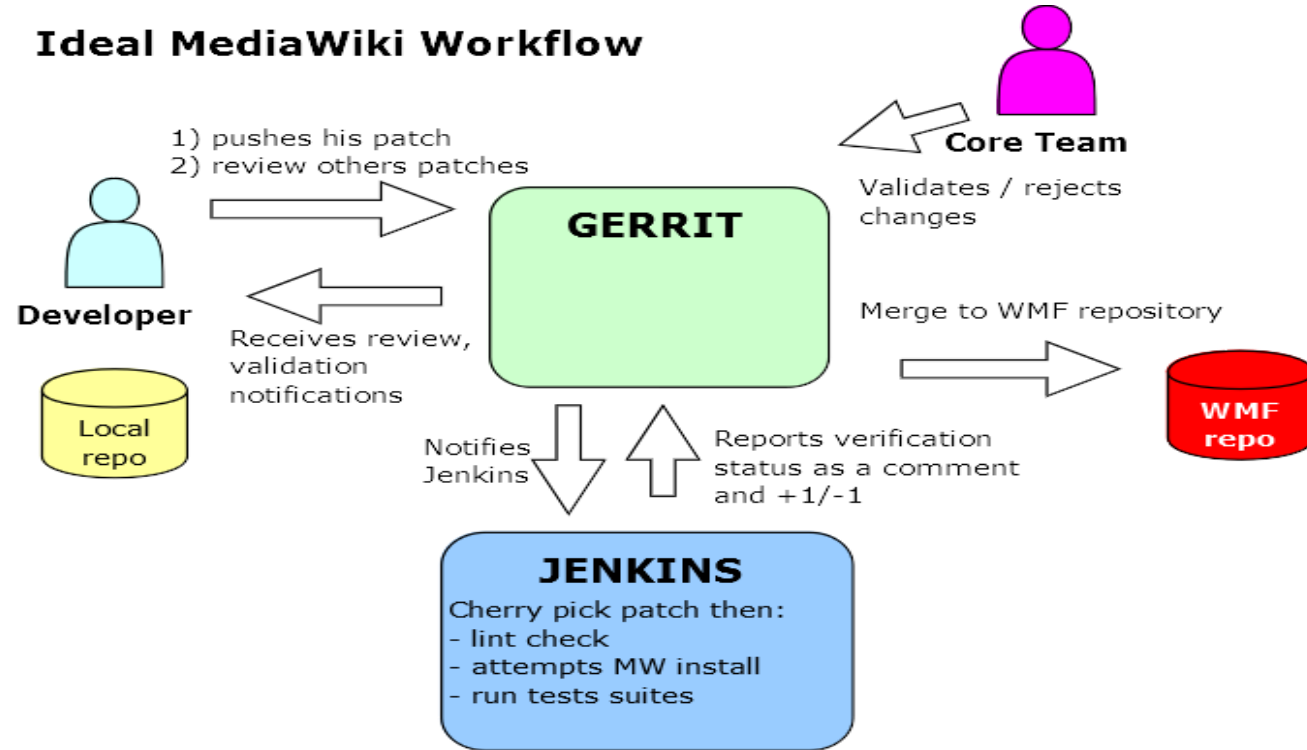 Ideal MediaWiki Workflow
Core Team
Validates / rejects
changes
1) pushes his patch
2) review others patches
Developer
GERRIT
Receives review,
validation
notifications
Merge to WMF repository
Local
repo
WMF
repo
Notifies
Jenkins
Reports verification
status as a comment
and +1/-1
JENKINS
Cherry pick patch then:
- lint check
- attempts MW install
- run tests suites